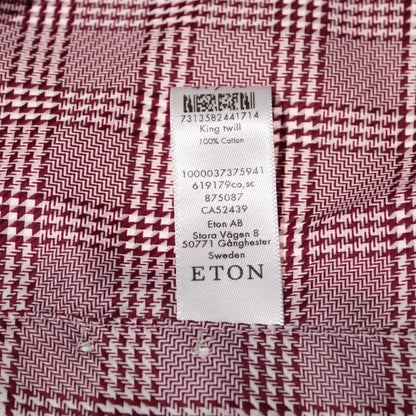 7313582441714
King twill
100% Cotton
1000037375941
619179co,sc
875087
CA52439
Eton AB
Stora Vägen 8
50771 Gånghester
Sweden
ETON